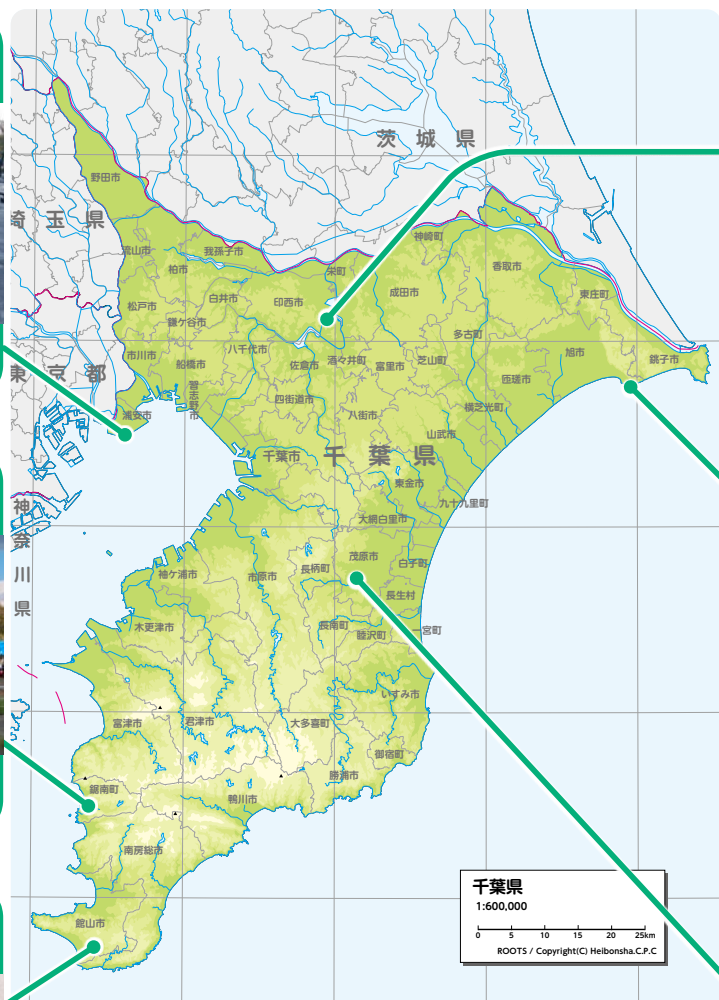 茨城県
野田市
埼玉県
神崎町
流山市
我孫子市
柏市
栄町
香取市
成田市
東庄町
松戸市
白井市
印西市
鎌ケ谷市
多古町
市川市
船橋市
八千代市
佐倉市
酒々井町
富里市
芝山町
旭市
銚子市
東京都
習志野市
匝瑳市
四街道市
浦安市
八街市
横芝光町
山武市
千葉市
千葉県
東金市
九十九里町
神奈川県
大網白里市
茂原市
白子町
袖ケ浦市
市原市
長柄町
長生村
木更津市
長南町
睦沢町
一宮町
いすみ市
富津市
君津市
大多喜町
御宿町
勝浦市
鋸南町
鴨川市
南房総市
千葉県
1:600,000
0 5 10 15 20 25km
ROOTS / Copyright(C) Heibonsha.C.P.C
館山市